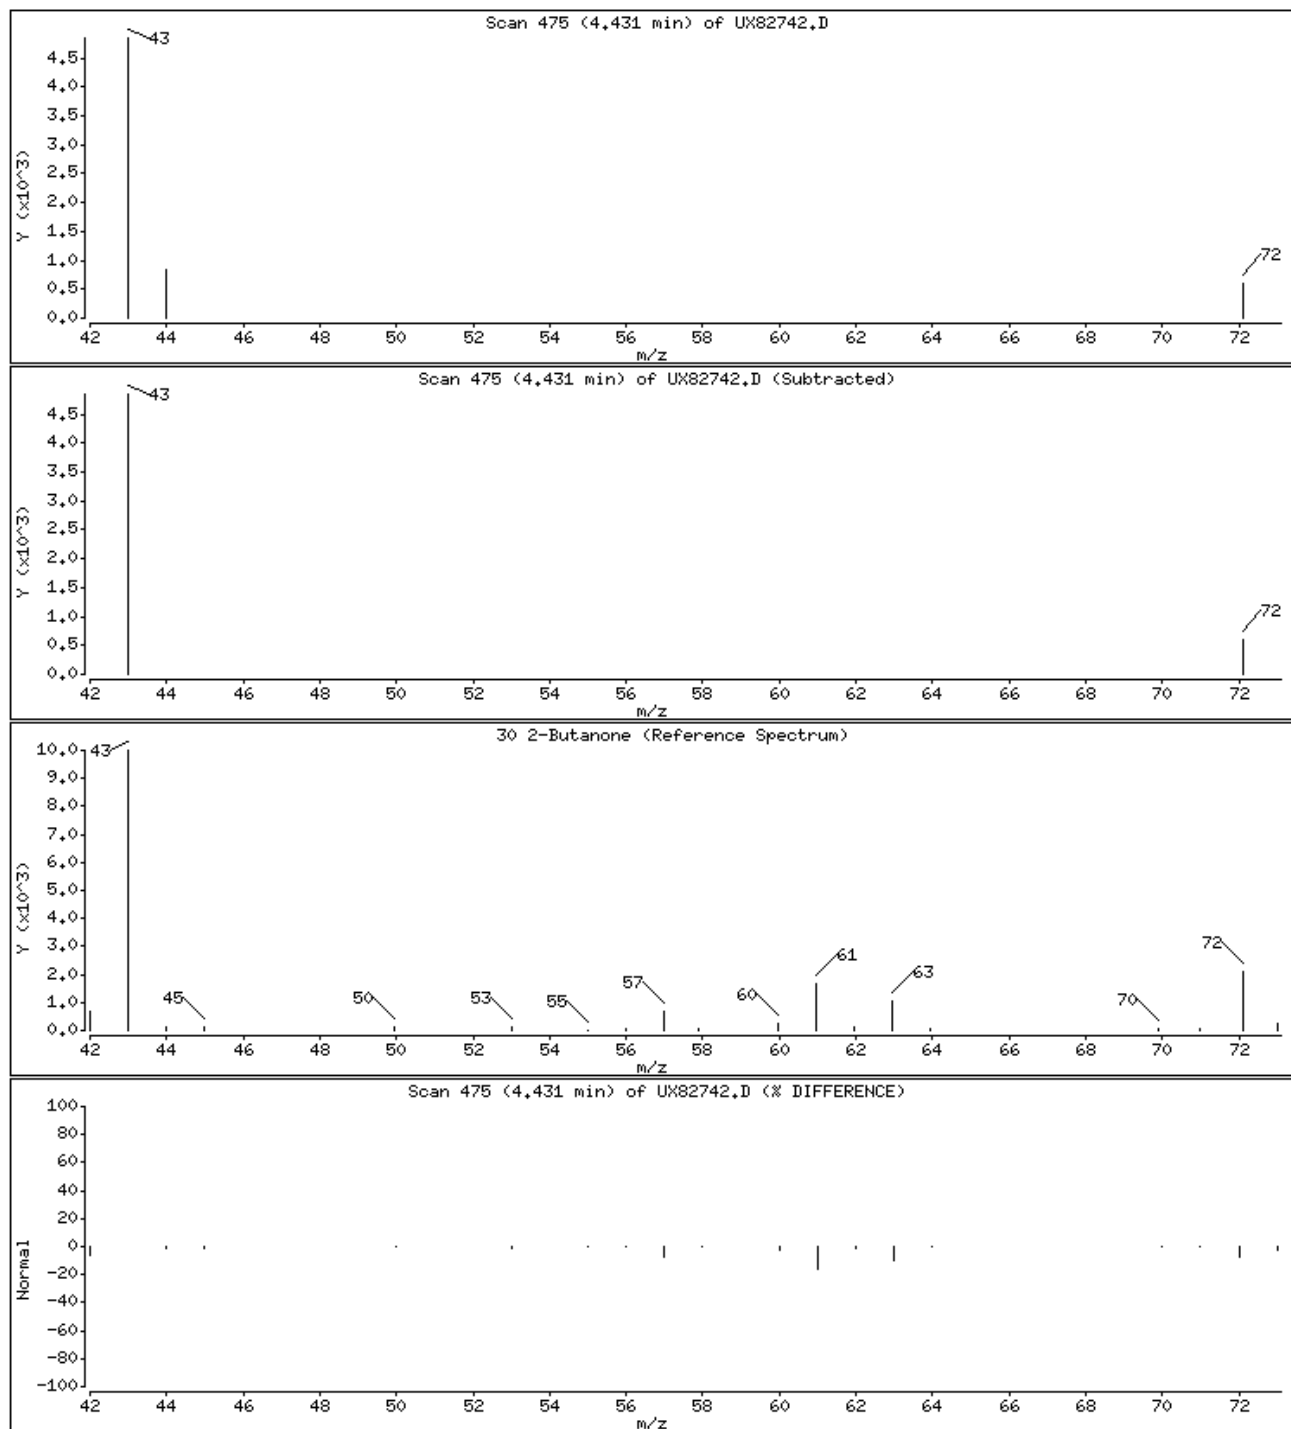 Scan 475 (4.431 min) of UX82742.D
43
4.5
4.0
3.5
3.0
2.5
2.0
1.5
1.0
0.5
0.0
72
Y (x10^3)
42 44 46 48 50 52 54 56 58 60 62 64 66 68 70 72
m/z
Scan 475 (4.431 min) of UX82742.D (Subtracted)
43
4.5
4.0
3.5
3.0
2.5
2.0
1.5
1.0
0.5
0.0
72
Y (x10^3)
42 44 46 48 50 52 54 56 58 60 62 64 66 68 70 72
m/z
30 2-Butanone (Reference Spectrum)
10.0
9.0
8.0
7.0
6.0
5.0
4.0
3.0
2.0
1.0
0.0
Y (x10^3)
43 45 50 53 55 57 60 61 63 70 72
42 44 46 48 50 52 54 56 58 60 62 64 66 68 70 72
m/z
Scan 475 (4.431 min) of UX82742.D (% DIFFERENCE)
100
80
60
40
20
0
-20
-40
-60
-80
-100
Normal
42 44 46 48 50 52 54 56 58 60 62 64 66 68 70 72
m/z